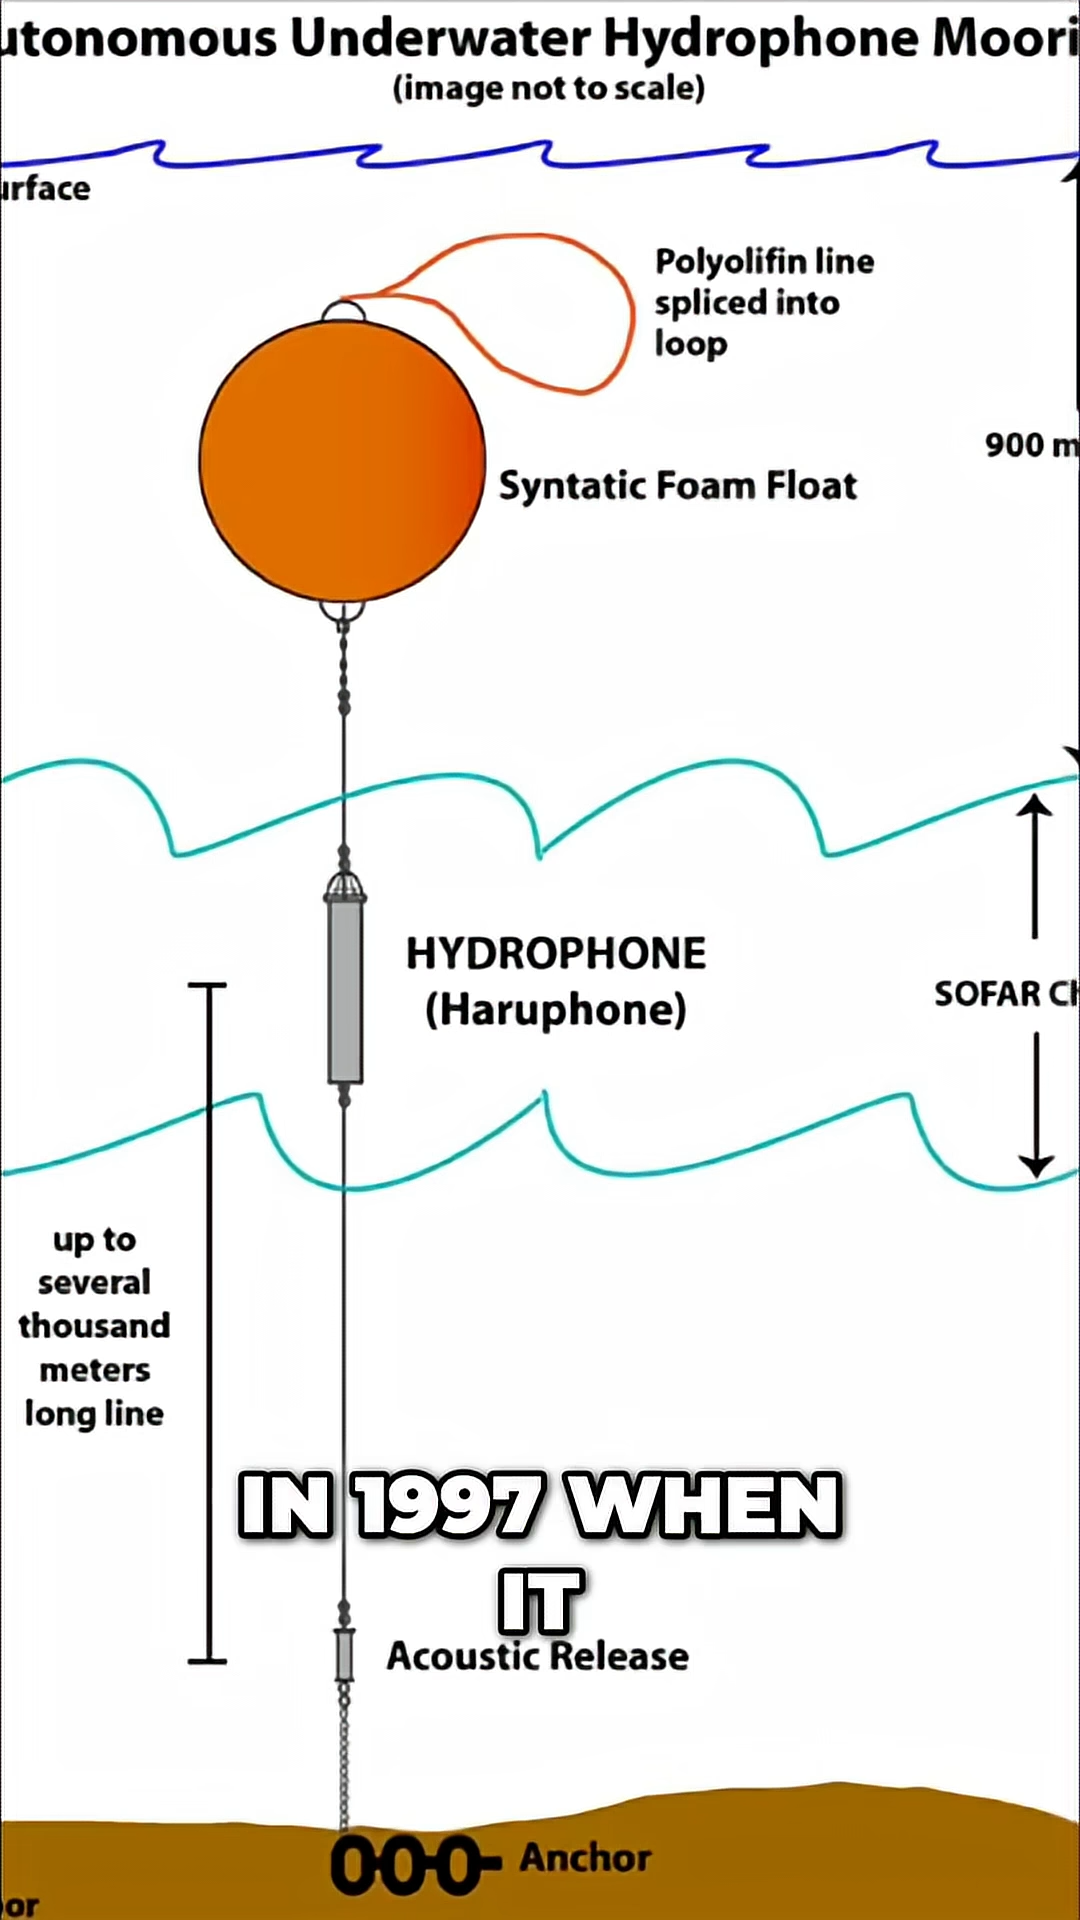 utonomous Underwater Hydrophone Moori
(image not to scale)
urface
Polyolifin line
spliced into
loop
900 m
Syntatic Foam Float
HYDROPHONE
(Haruphone)
SOFAR Ch
up to
several
thousand
meters
long line
IN 1997 WHEN
IT
Acoustic Release
Anchor
or